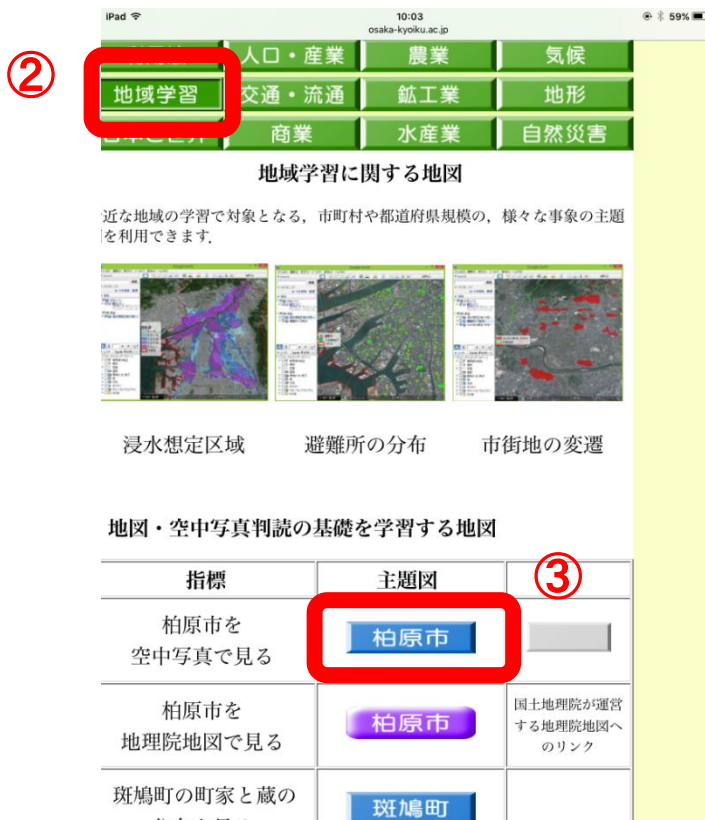 iPad
10:03
59%
osaka-kyoiku.ac.jp
人口・産業
農業
気候
②
地域学習
交通・流通
鉱工業
地形
商業
水産業
自然災害
地域学習に関する地図
近な地域の学習で対象となる，市町村や都道府県規模の，様々な事象の主題
を利用できます．
浸水想定区域
避難所の分布
市街地の変遷
地図・空中写真判読の基礎を学習する地図
指標
主題図
③
柏原市を
空中写真で見る
柏原市
柏原市を
地理院地図で見る
柏原市
国土地理院が運営
する地理院地図へ
のリンク
斑鳩町の町家と蔵の
斑鳩町